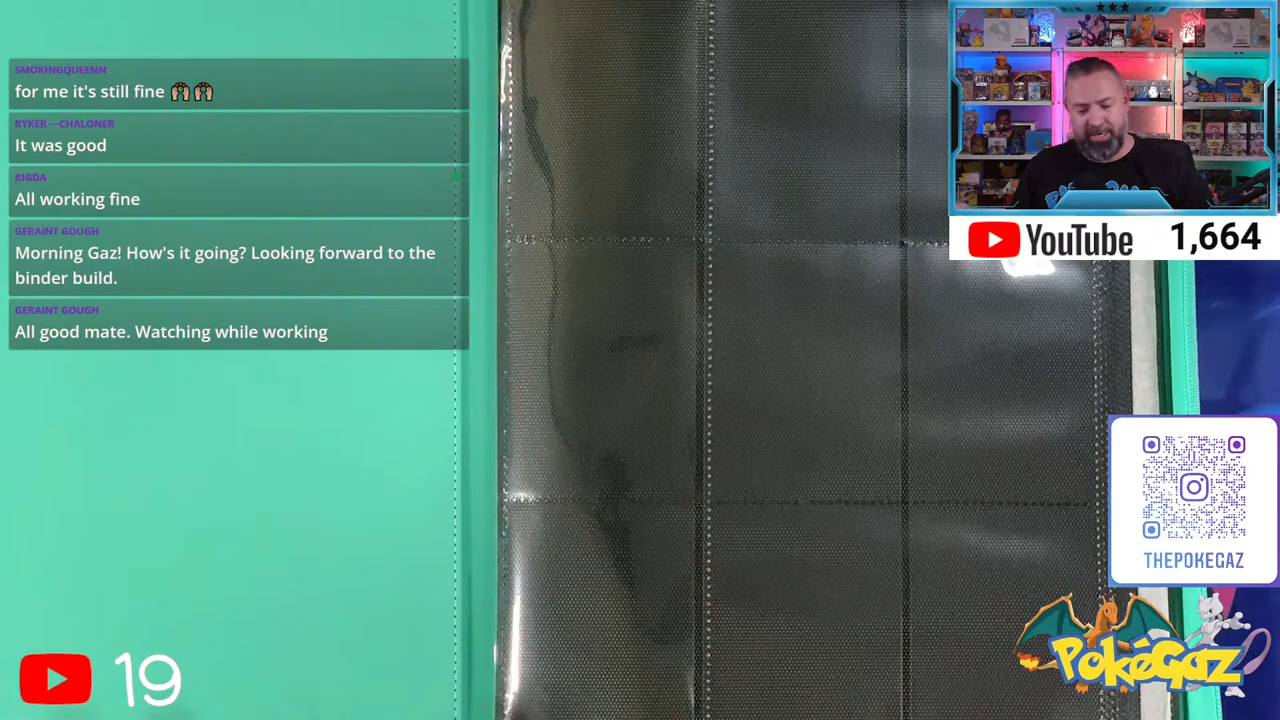 SMOKINGQUEENN
for me it's still fine
RYKER —CHALONER
It was good
RIGDA
All working fine
GERAINT GOUGH
Morning Gaz! How's it going? Looking forward to the
binder build.
GERAINT GOUGH
All good mate. Watching while working
YouTube 1,664
THEPOKEGAZ
PokéGaz
19